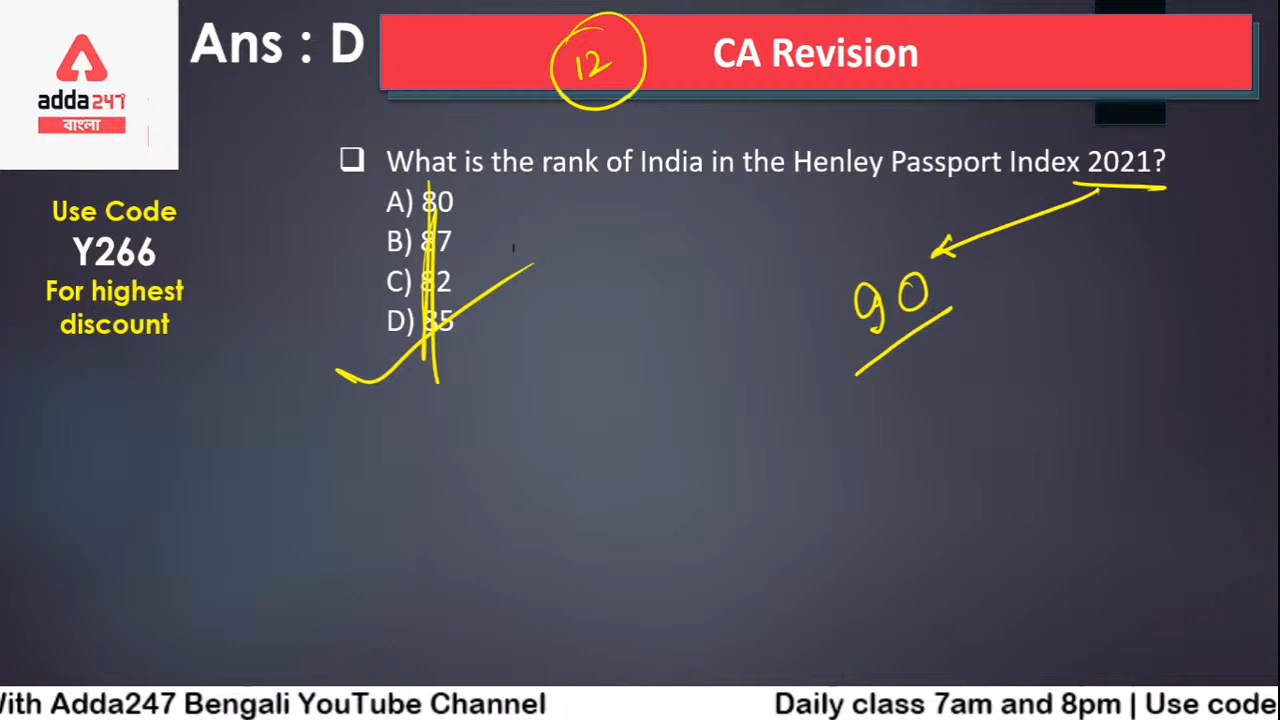 Ans : D
12
CA Revision
adda247
বাংলা
Use Code
Y266
For highest
discount
What is the rank of India in the Henley Passport Index 2021?
A) 80
B) 87
C) 82
D) 85
90
With Adda247 Bengali YouTube Channel
Daily class 7am and 8pm | Use code